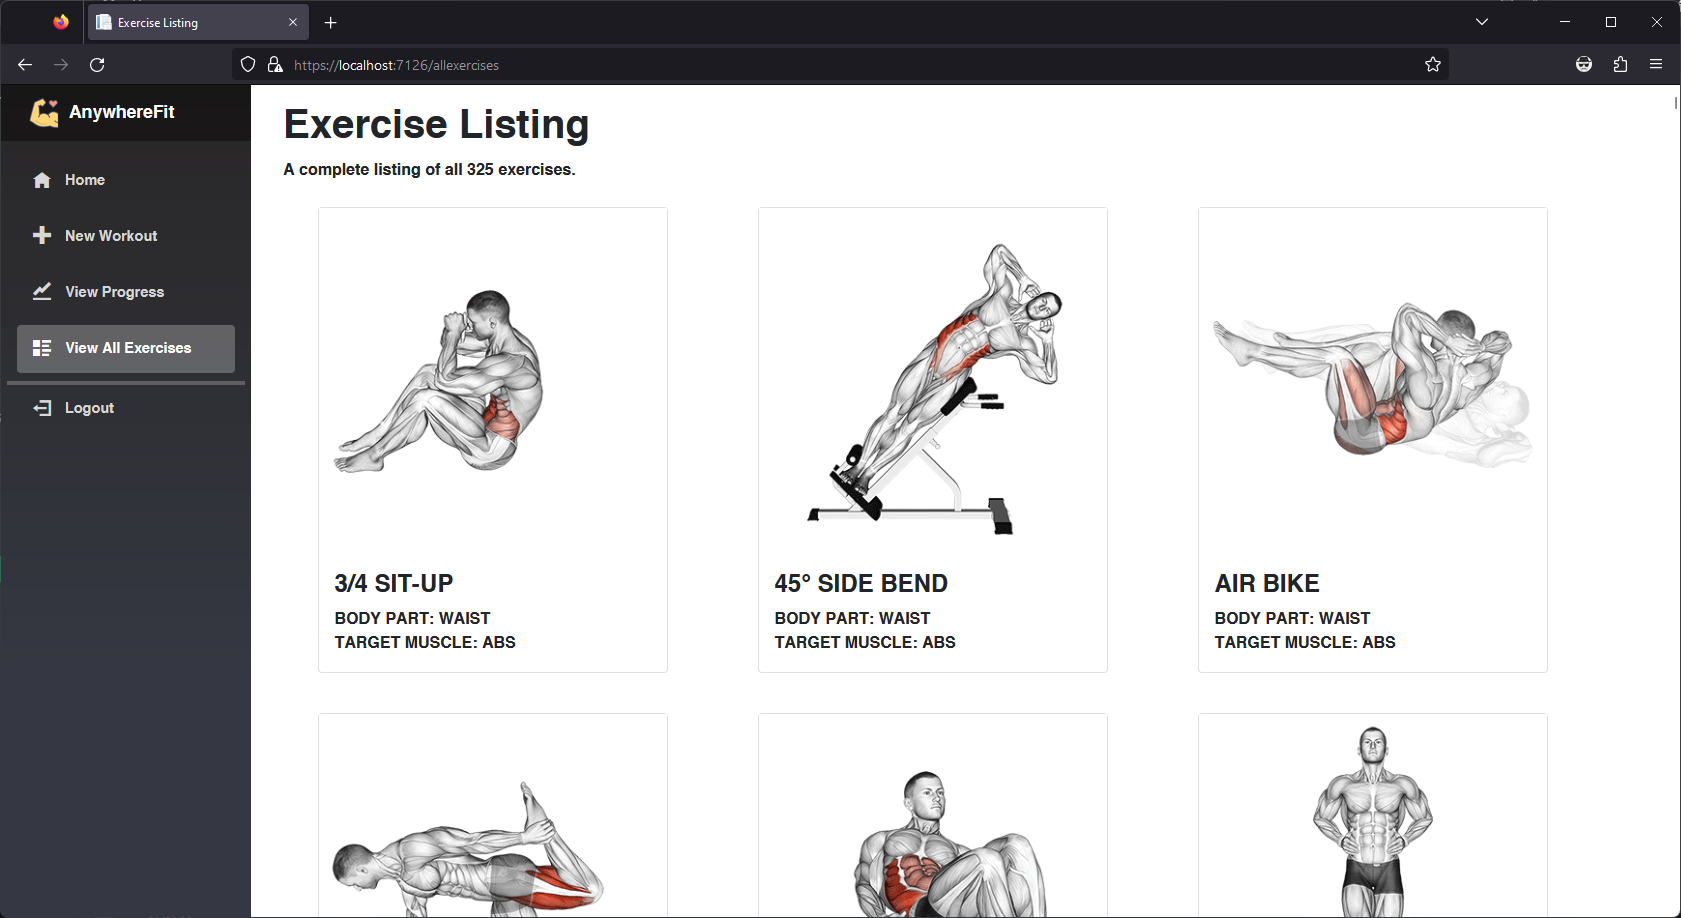 Exercise Listing
https://localhost:7126/allexercises
AnywhereFit
Home
New Workout
View Progress
View All Exercises
Logout
Exercise Listing
A complete listing of all 325 exercises.
3/4 SIT-UP
BODY PART: WAIST
TARGET MUSCLE: ABS
45° SIDE BEND
BODY PART: WAIST
TARGET MUSCLE: ABS
AIR BIKE
BODY PART: WAIST
TARGET MUSCLE: ABS